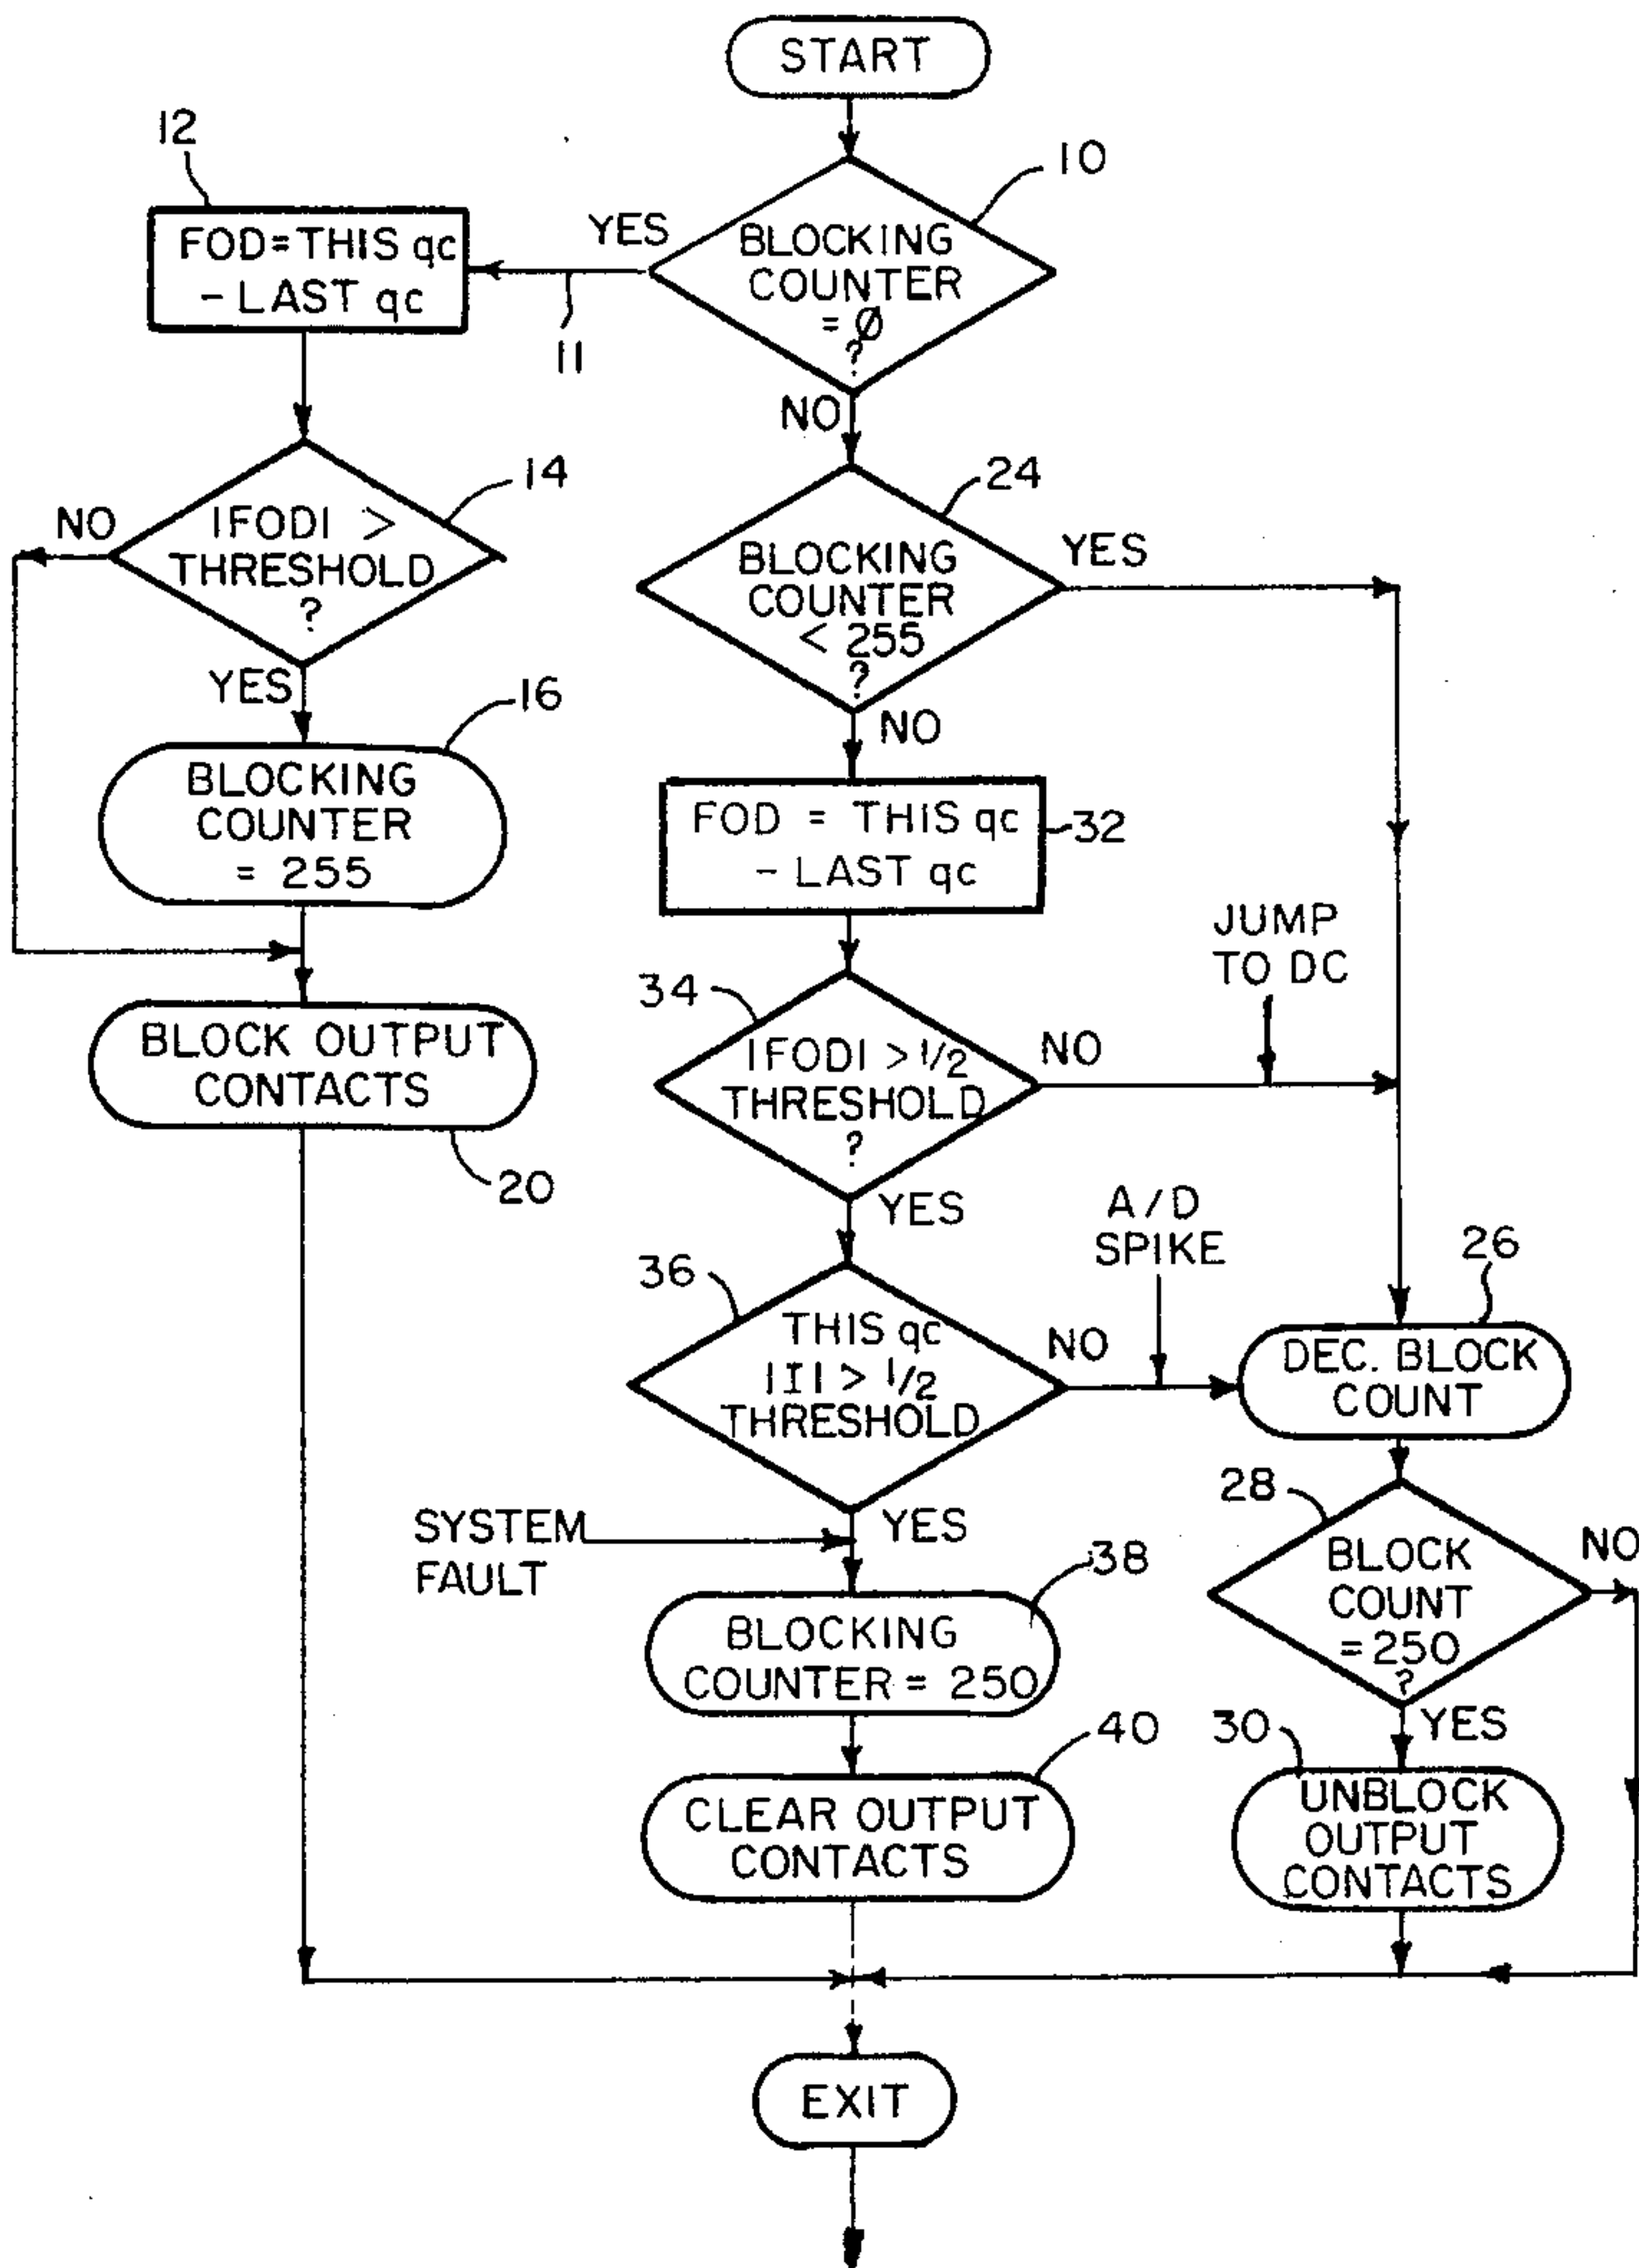 START
10
BLOCKING
COUNTER
= Ø
?
YES
11
12
FOD=THIS qc
- LAST qc
NO
14
|FOD| >
THRESHOLD
?
NO
YES
16
BLOCKING
COUNTER
= 255
BLOCK OUTPUT
CONTACTS
20
24
BLOCKING
COUNTER
< 255
?
YES
NO
FOD = THIS qc
- LAST qc
32
JUMP
TO DC
34
|FOD| > 1/2
THRESHOLD
?
NO
YES
A/D
SPIKE
36
THIS qc
|I| > 1/2
THRESHOLD
NO
YES
26
DEC. BLOCK
COUNT
SYSTEM
FAULT
38
BLOCKING
COUNTER = 250
28
BLOCK
COUNT
= 250
?
NO
YES
40
CLEAR OUTPUT
CONTACTS
30
UNBLOCK
OUTPUT
CONTACTS
EXIT